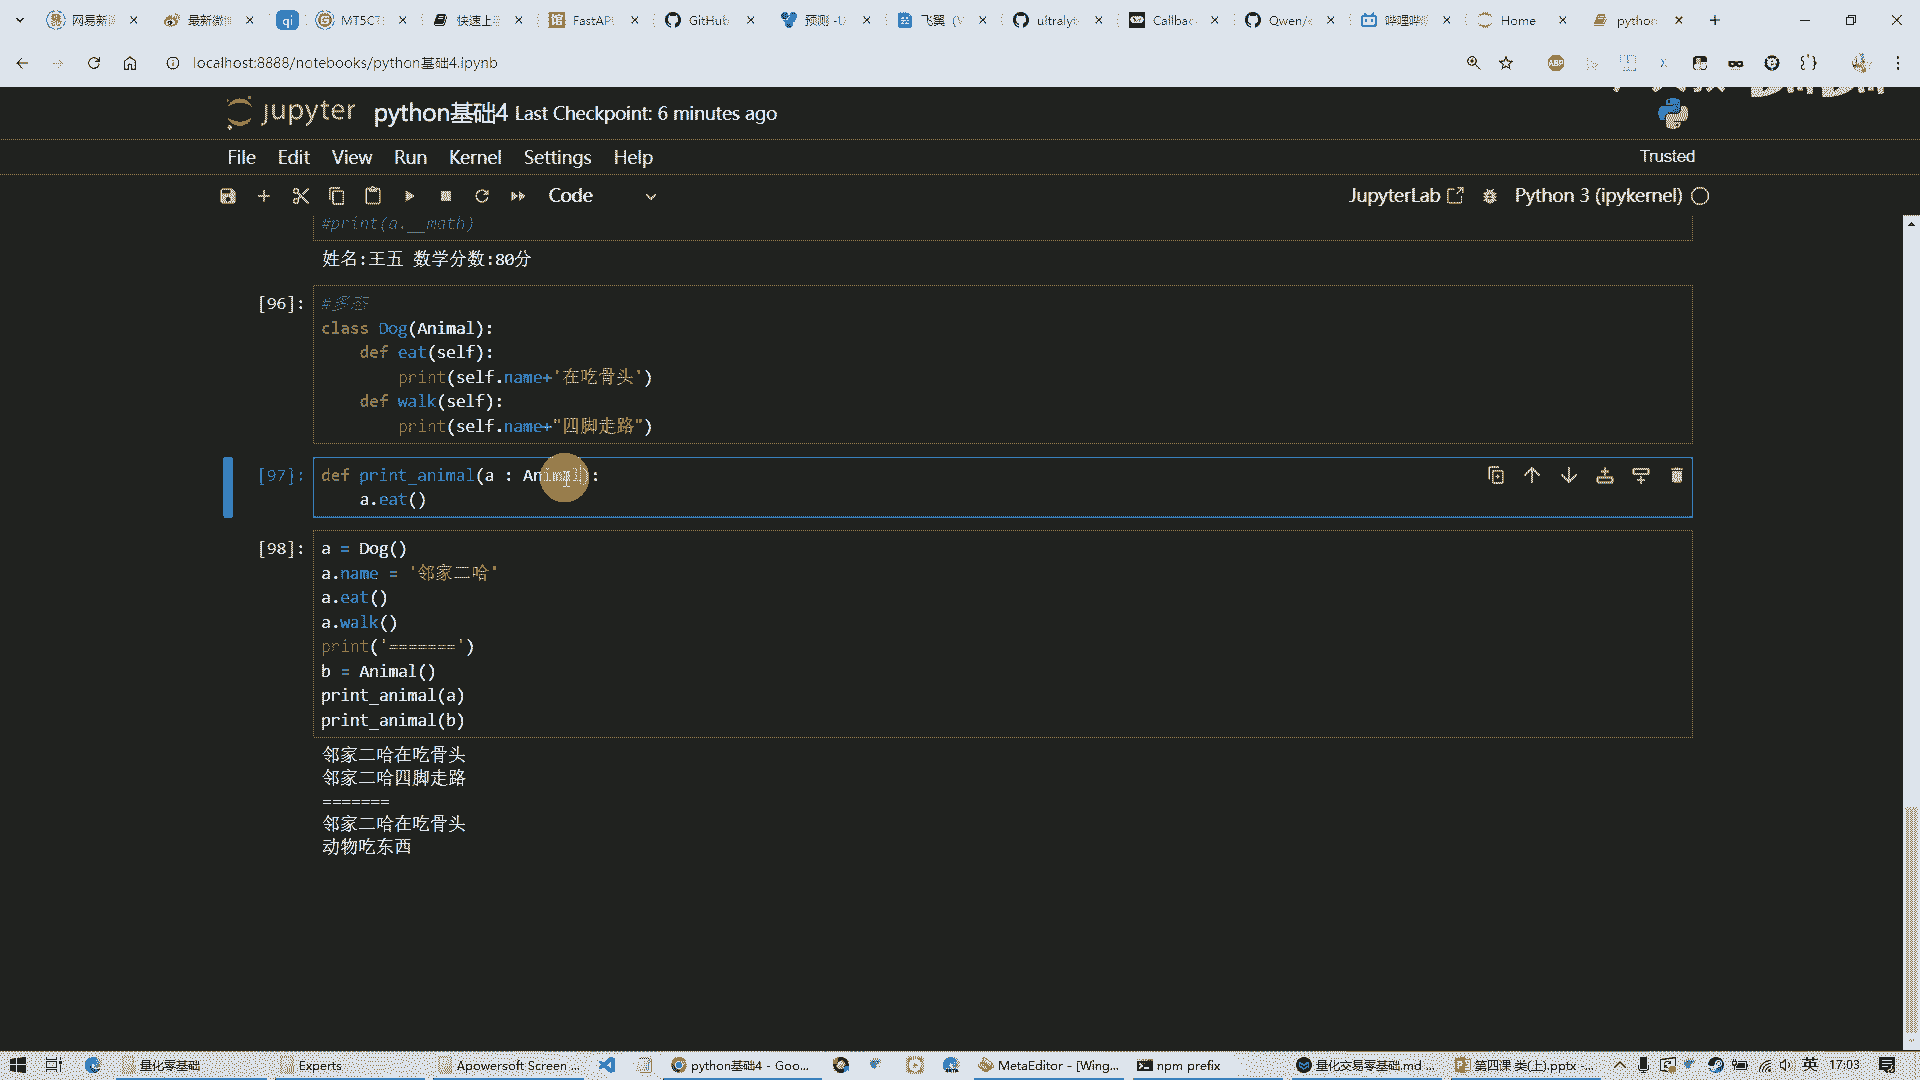 网易新
最新微
qi
MT5C7
快速上
FastAPI
GitHub
预测 - U
飞翼 (V
ultralyt
Callbac
Qwen/
哔哩哔
Home
python
localhost:8888/notebooks/python基础4.ipynb
ABP
jupyter python基础4 Last Checkpoint: 6 minutes ago
File Edit View Run Kernel Settings Help
Trusted
Code
JupyterLab
Python 3 (ipykernel)
#print(a.__math)
姓名:王五 数学分数:80分
[96]: #多态
class Dog(Animal):
def eat(self):
print(self.name+'在吃骨头')
def walk(self):
print(self.name+"四脚走路")
[97]: def print_animal(a : Animal):
a.eat()
[98]: a = Dog()
a.name = '邻家二哈'
a.eat()
a.walk()
print('=======')
b = Animal()
print_animal(a)
print_animal(b)
邻家二哈在吃骨头
邻家二哈四脚走路
=======
邻家二哈在吃骨头
动物吃东西
量化零基础
Experts
Apowersoft Screen ...
python基础4 - Goo...
MetaEditor - [Wing...
npm prefix
量化交易零基础.md ...
第四课 类(上).pptx -...
英
17:03